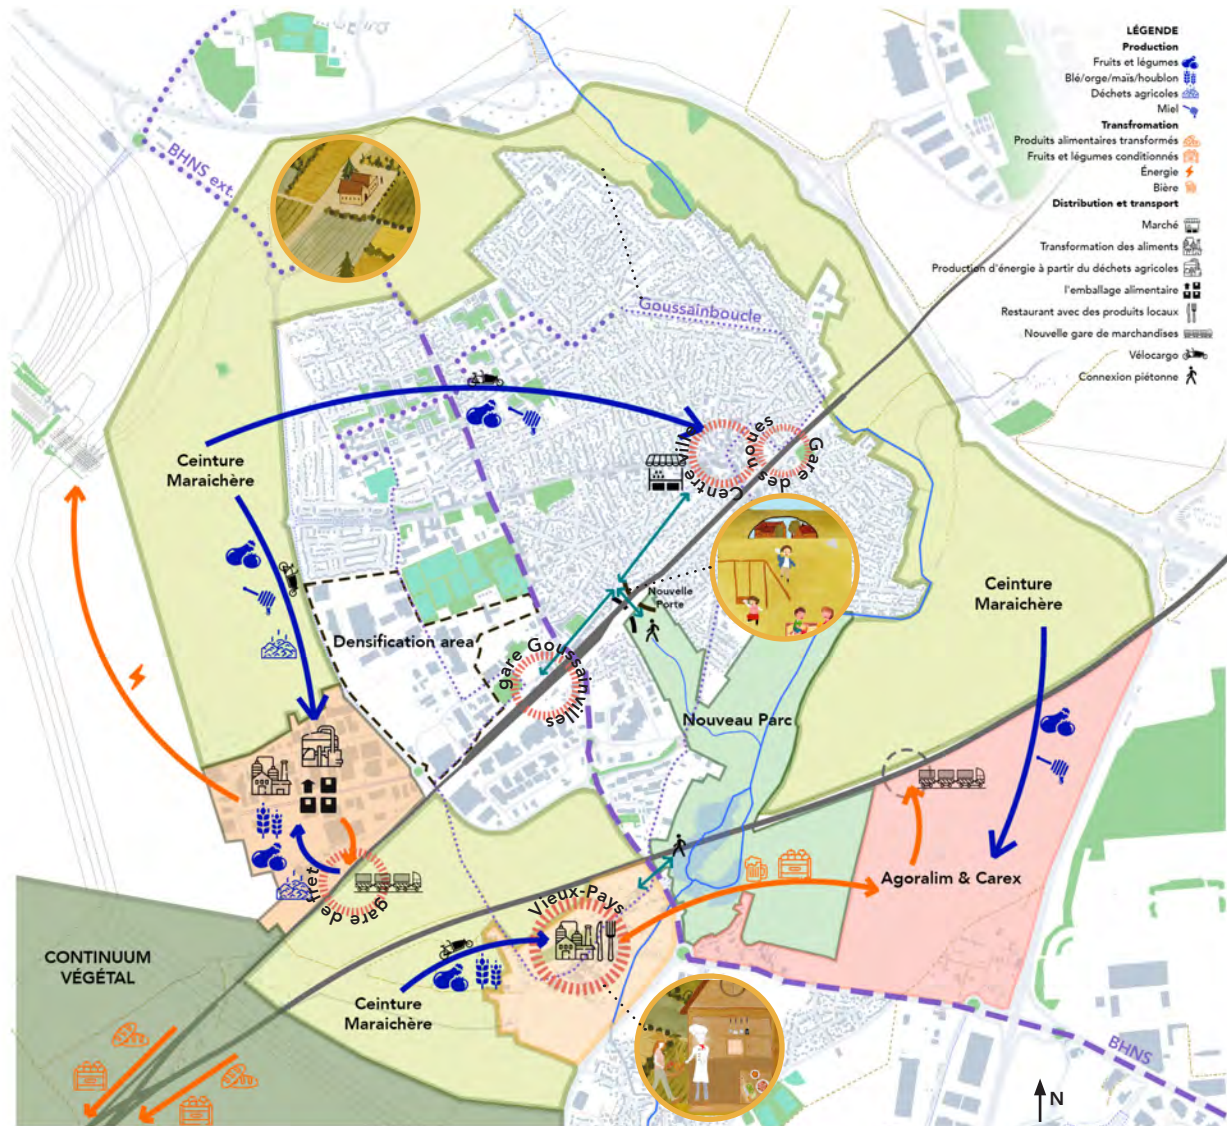 LÉGENDE
Production
Fruits et légumes
Blé/orge/maïs/houblon
Déchets agricoles
Miel
Transfromation
Produits alimentaires transformés
Fruits et légumes conditionnés
Énergie
Bière
Distribution et transport
Marché
Transformation des aliments
Production d'énergie à partir du déchets agricoles
l'emballage alimentaire
Restaurant avec des produits locaux
Nouvelle gare de marchandises
Vélocargo
Connexion piétonne
BHNS ext.
Goussainboucle
Ceinture
Maraichère
Centre ville
Gare des
nounes
Nouvelle
Porte
Ceinture
Maraichère
Densification area
gare Goussainvilles
Nouveau Parc
Agoralim & Carex
gare de fret
Vieux-Pays
CONTINUUM
VÉGÉTAL
Ceinture
Maraichère
BHNS
N